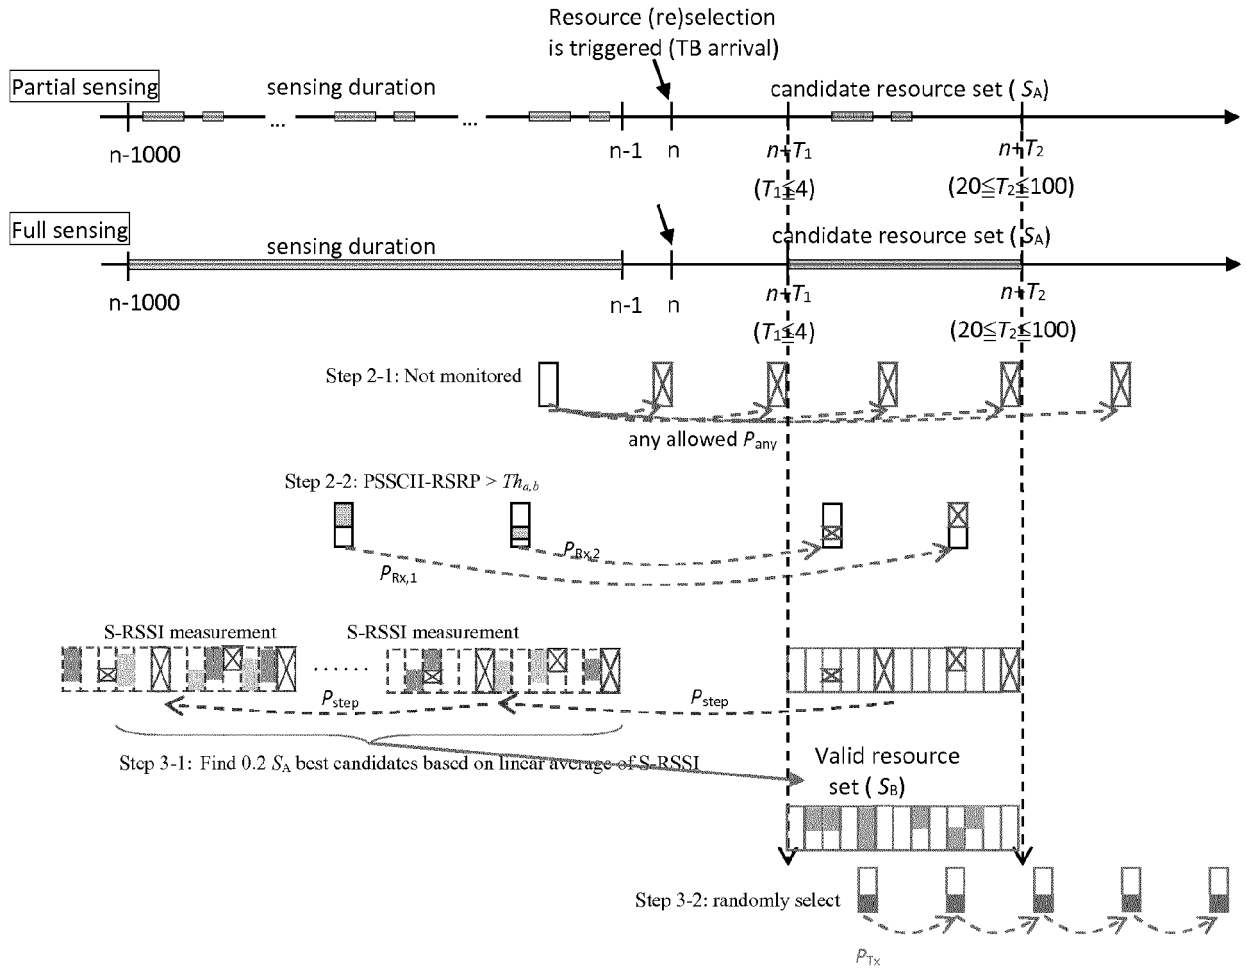 Resource (re)selection
is triggered (TB arrival)
Partial sensing
sensing duration
candidate resource set ( SA)
... ...
n-1000
n-1
n
n+T1
n+T2
(T1≦4)
(20≦T2≦100)
Full sensing
sensing duration
candidate resource set ( SA)
n-1000
n-1
n
n+T1
n+T2
(T1≦4)
(20≦T2≦100)
Step 2-1: Not monitored
any allowed Pany
Step 2-2: PSSCII-RSRP > Tha,b
PRx,2
PRx,1
S-RSSI measurement
S-RSSI measurement
......
Pstep
Pstep
Step 3-1: Find 0.2 SA best candidates based on linear average of S-RSSI
Valid resource
set ( SB)
Step 3-2: randomly select
PTx